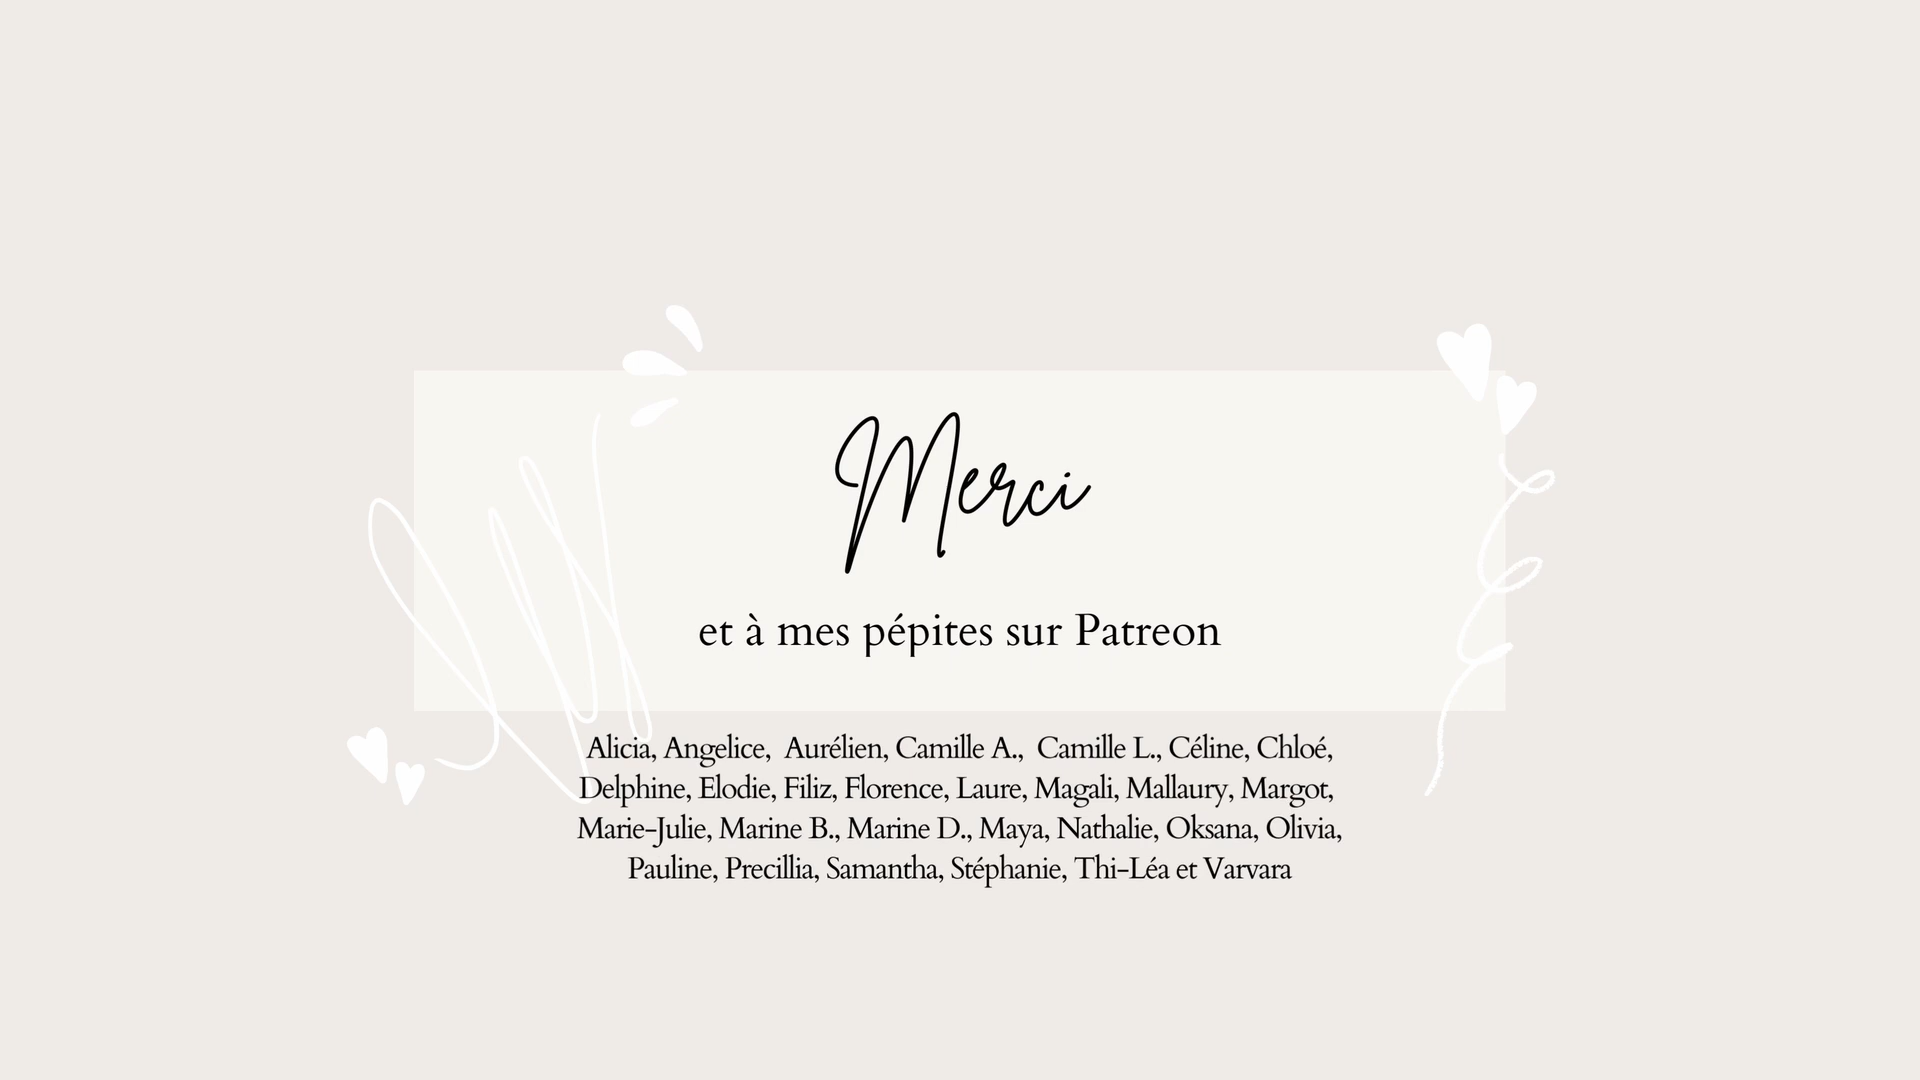 Merci
et à mes pépites sur Patreon
Alicia, Angelice, Aurélien, Camille A., Camille L., Céline, Chloé,
Delphine, Elodie, Filiz, Florence, Laure, Magali, Mallaury, Margot,
Marie-Julie, Marine B., Marine D., Maya, Nathalie, Oksana, Olivia,
Pauline, Precillia, Samantha, Stéphanie, Thi-Léa et Varvara